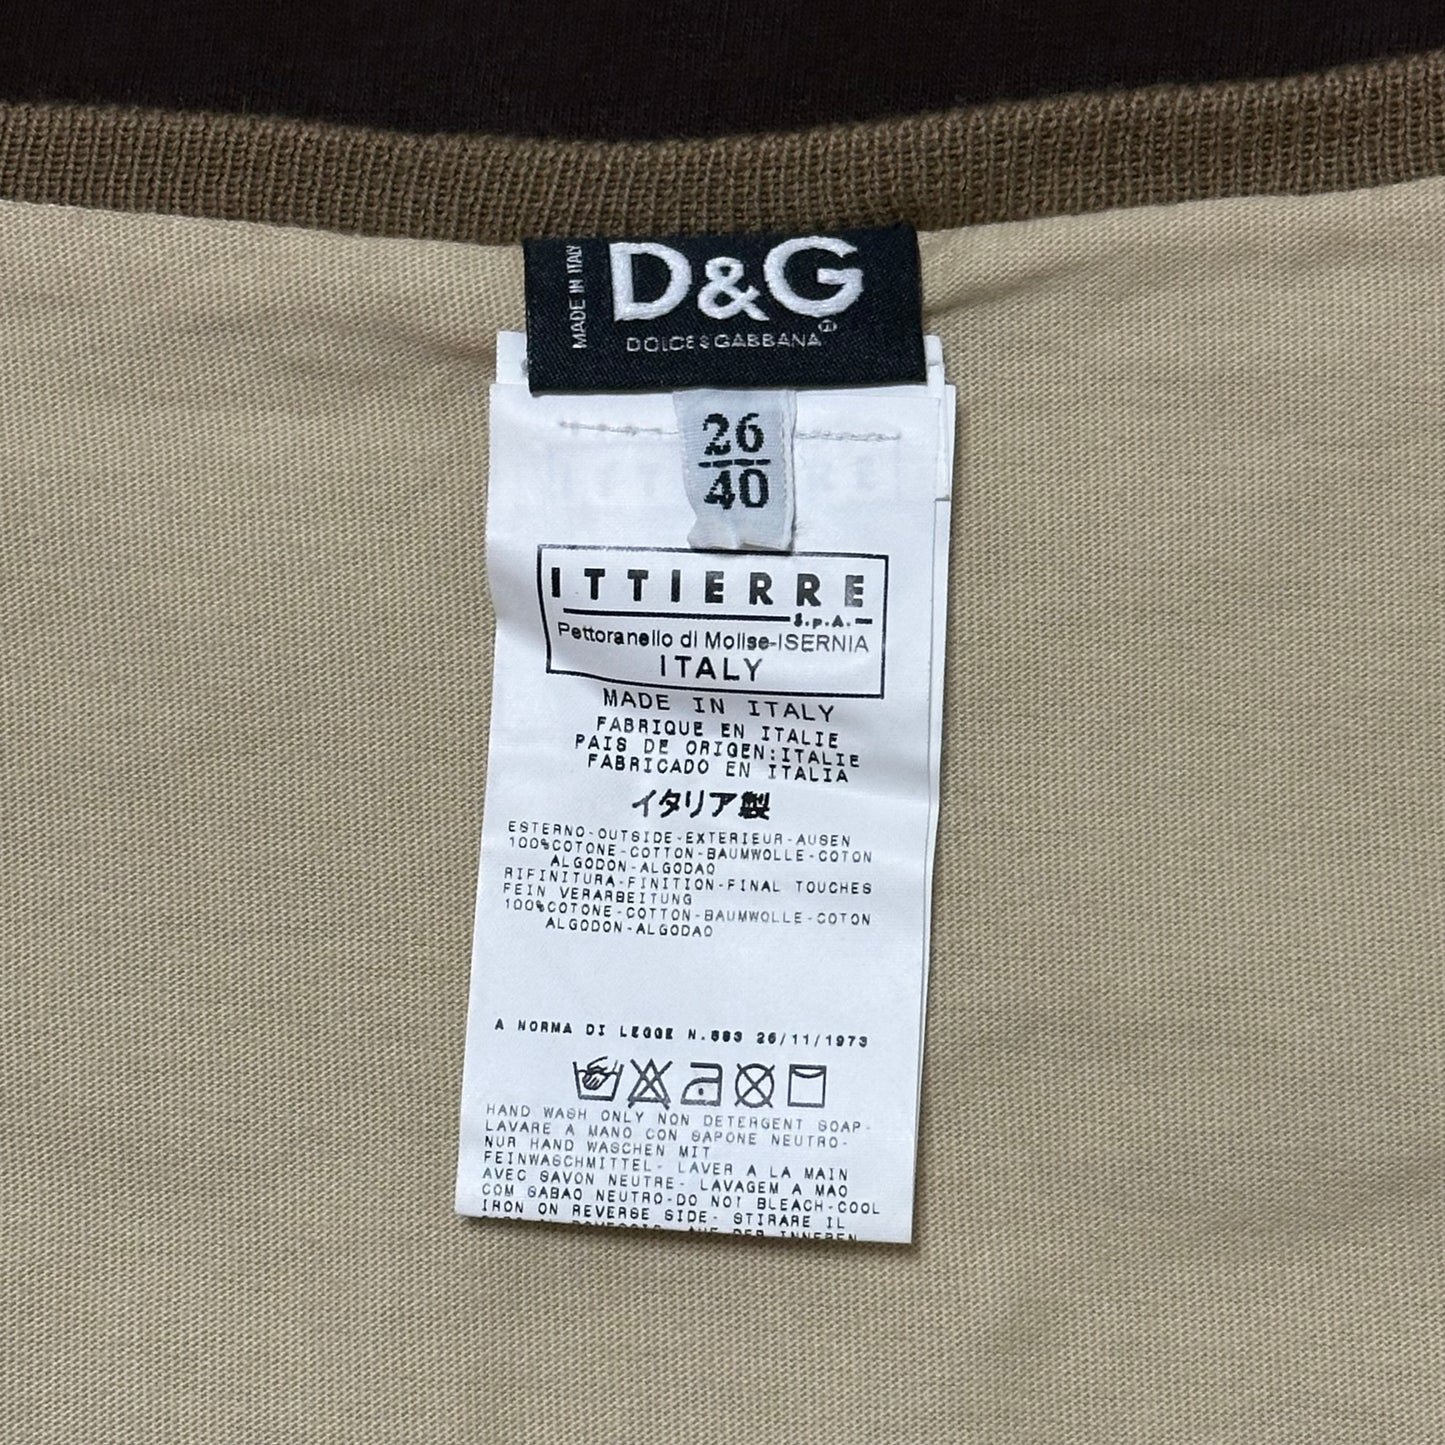 MADE IN ITALY
D&G
DOLCE & GABBANA
26
40
ITTIERRE
S.p.A.
Pettoranello di Molise-ISERNIA
ITALY
MADE IN ITALY
FABRIQUE EN ITALIE
PAIS DE ORIGEN:ITALIE
FABRICADO EN ITALIA
イタリア製
ESTERNO-OUTSIDE-EXTERIEUR-AUSEN
100%COTONE-COTTON-BAUMWOLLE-COTON
ALGODON-ALGODAO
RIFINITURA-FINITION-FINAL TOUCHES
FEIN VERARBEITUNG
100%COTONE-COTTON-BAUMWOLLE-COTON
ALGODON-ALGODAO
A NORMA DI LEGGE N.883 26/11/1973
HAND WASH ONLY NON DETERGENT SOAP-
LAVARE A MANO CON SAPONE NEUTRO-
NUR HAND WASCHEN MIT
FEINWASCHMITTEL- LAVER A LA MAIN
AVEC SAVON NEUTRE- LAVAGEM A MAO
COM SABAO NEUTRO-DO NOT BLEACH-COOL
IRON ON REVERSE SIDE- STIRARE IL
AUF DER INNEREN